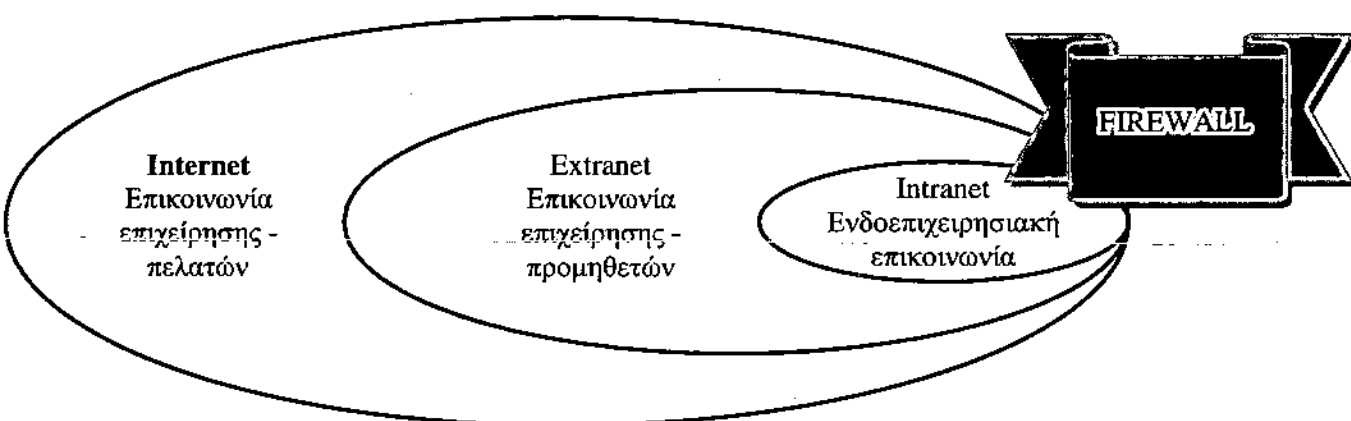 Internet
Επικοινωνία
επιχείρησης -
πελατών
Extranet
Επικοινωνία
επιχείρησης -
προμηθετών
Intranet
Ενδοεπιχειρησιακή
επικοινωνία
FIREWALL